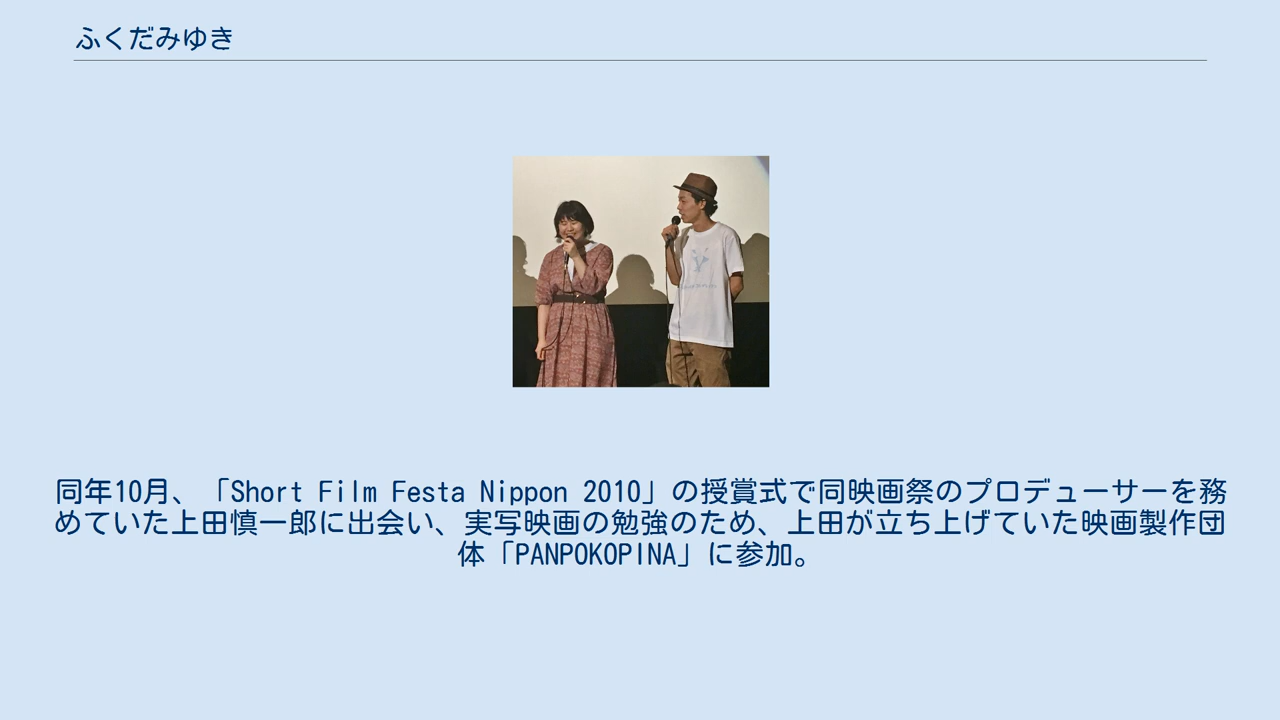 ふくだみゆき
同年10月、「Short Film Festa Nippon 2010」の授賞式で同映画祭のプロデューサーを務
めていた上田慎一郎に出会い、実写映画の勉強のため、上田が立ち上げていた映画製作団
体「PANPOKOPINA」に参加。